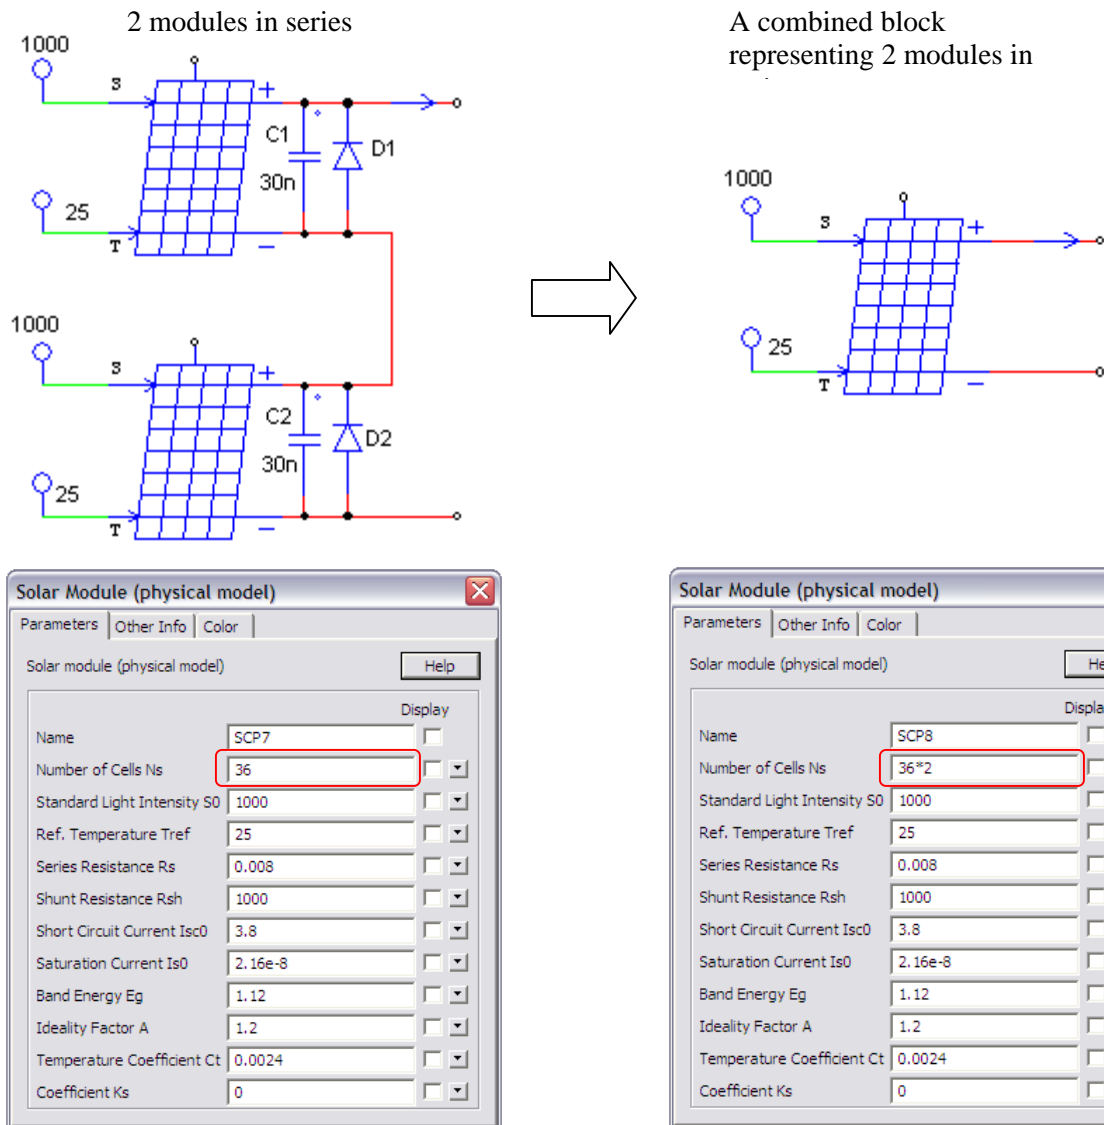 2 modules in series
1000
S
+
C1
30n
D1
25
T
−
1000
S
+
C2
30n
D2
25
T
−
A combined block
representing 2 modules in
1000
S
+
25
T
−
Solar Module (physical model)
Parameters Other Info Color
Solar module (physical model) Help
Display
Name SCP7
Number of Cells Ns 36
Standard Light Intensity S0 1000
Ref. Temperature Tref 25
Series Resistance Rs 0.008
Shunt Resistance Rsh 1000
Short Circuit Current Isc0 3.8
Saturation Current Is0 2.16e-8
Band Energy Eg 1.12
Ideality Factor A 1.2
Temperature Coefficient Ct 0.0024
Coefficient Ks 0
Solar Module (physical model)
Parameters Other Info Color
Solar module (physical model) He
Displa
Name SCP8
Number of Cells Ns 36*2
Standard Light Intensity S0 1000
Ref. Temperature Tref 25
Series Resistance Rs 0.008
Shunt Resistance Rsh 1000
Short Circuit Current Isc0 3.8
Saturation Current Is0 2.16e-8
Band Energy Eg 1.12
Ideality Factor A 1.2
Temperature Coefficient Ct 0.0024
Coefficient Ks 0